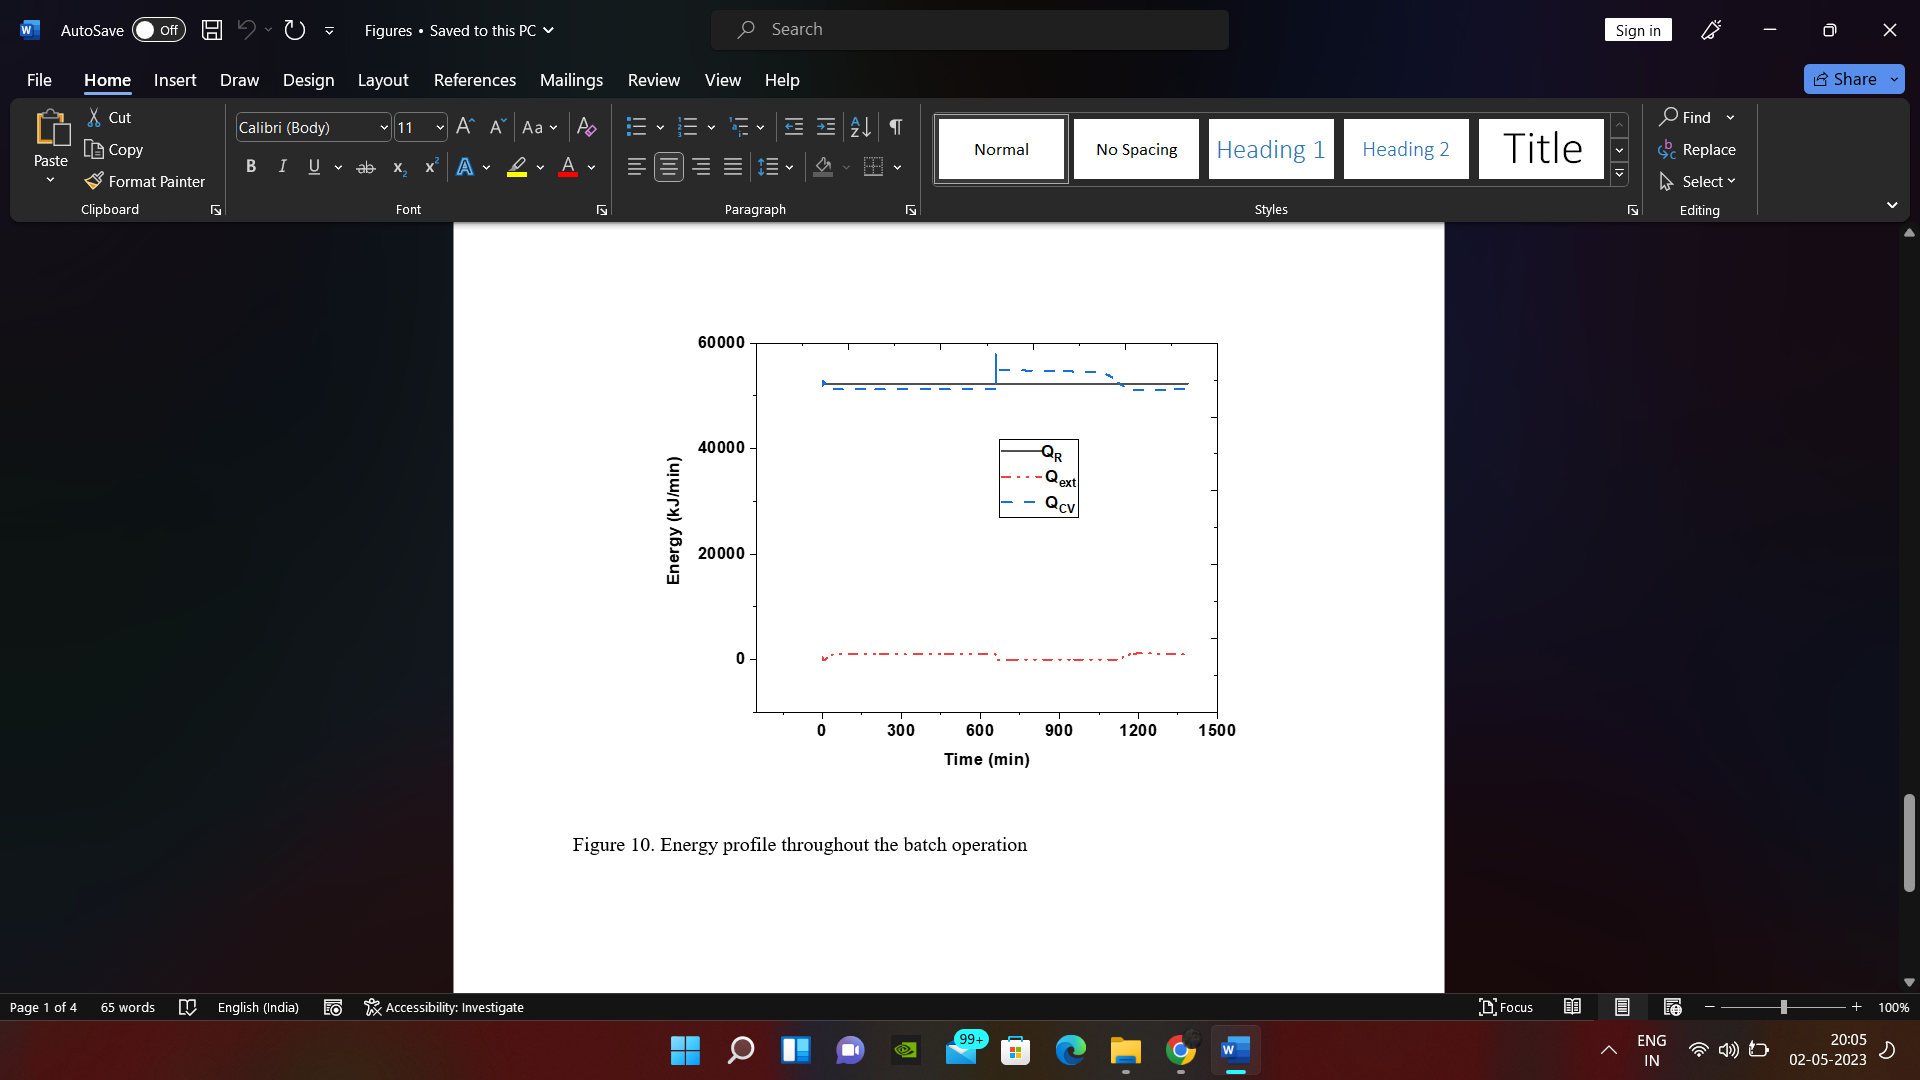 AutoSave Off Figures • Saved to this PC Search Sign in
File Home Insert Draw Design Layout References Mailings Review View Help Share
Paste
Cut
Copy
Format Painter
Clipboard
Calibri (Body) 11 Aa
B I U ab x₂ x² A A
Font
Paragraph
Normal No Spacing Heading 1 Heading 2 Title
Styles
Find
Replace
Select
Editing
60000
40000
20000
0
Energy (kJ/min)
QR
Qext
QCV
0 300 600 900 1200 1500
Time (min)
Figure 10. Energy profile throughout the batch operation
Page 1 of 4 65 words English (India) Accessibility: Investigate Focus 100%
99+
ENG
IN
20:05
02-05-2023